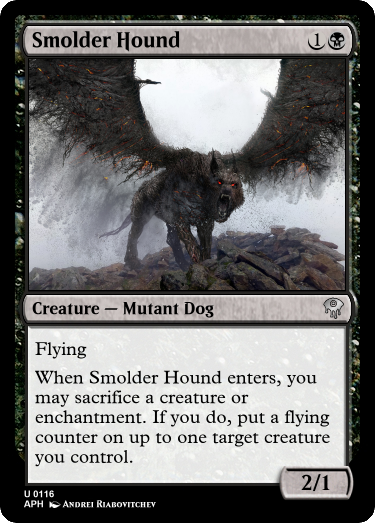 Smolder Hound 1
Creature — Mutant Dog
Flying
When Smolder Hound enters, you
may sacrifice a creature or
enchantment. If you do, put a flying
counter on up to one target creature
you control.
2/1
U 0116
APH Andrei Riabovitchev